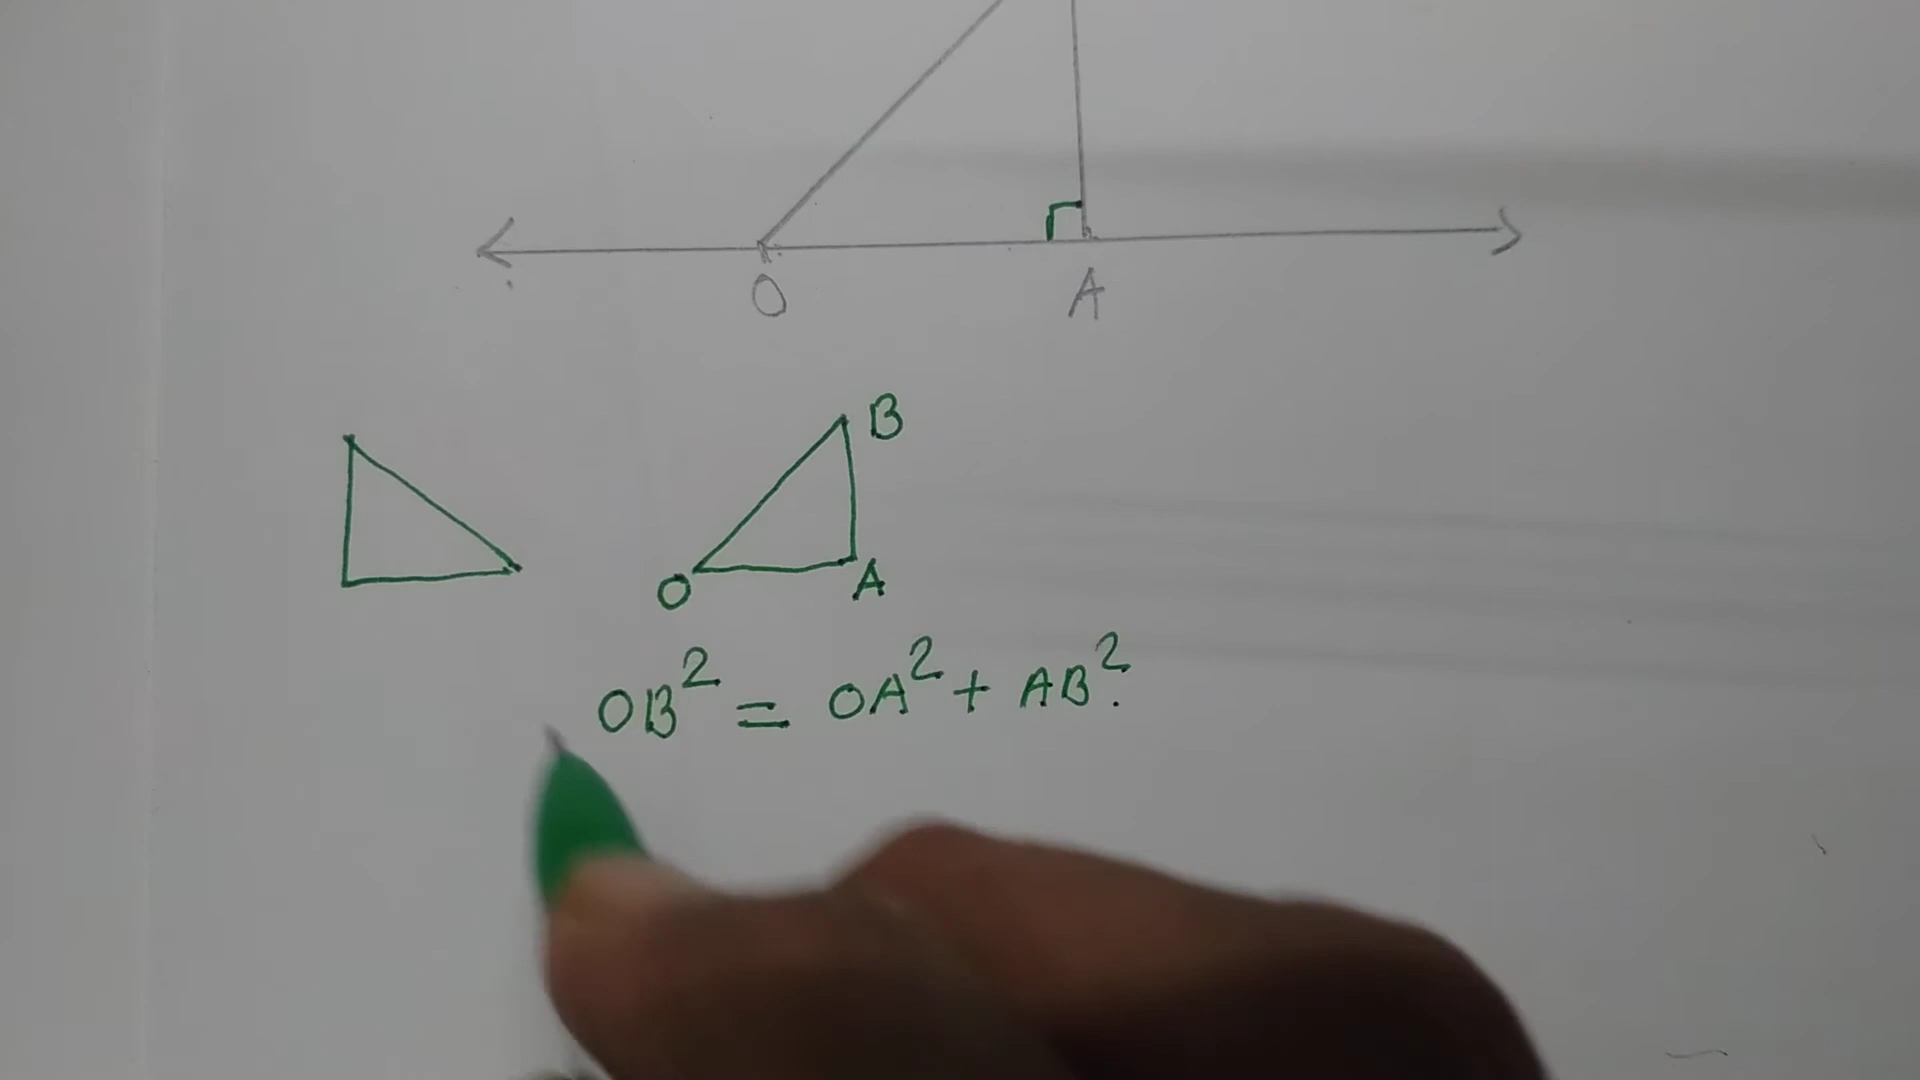 O A
B
O A
OB² = OA² + AB².